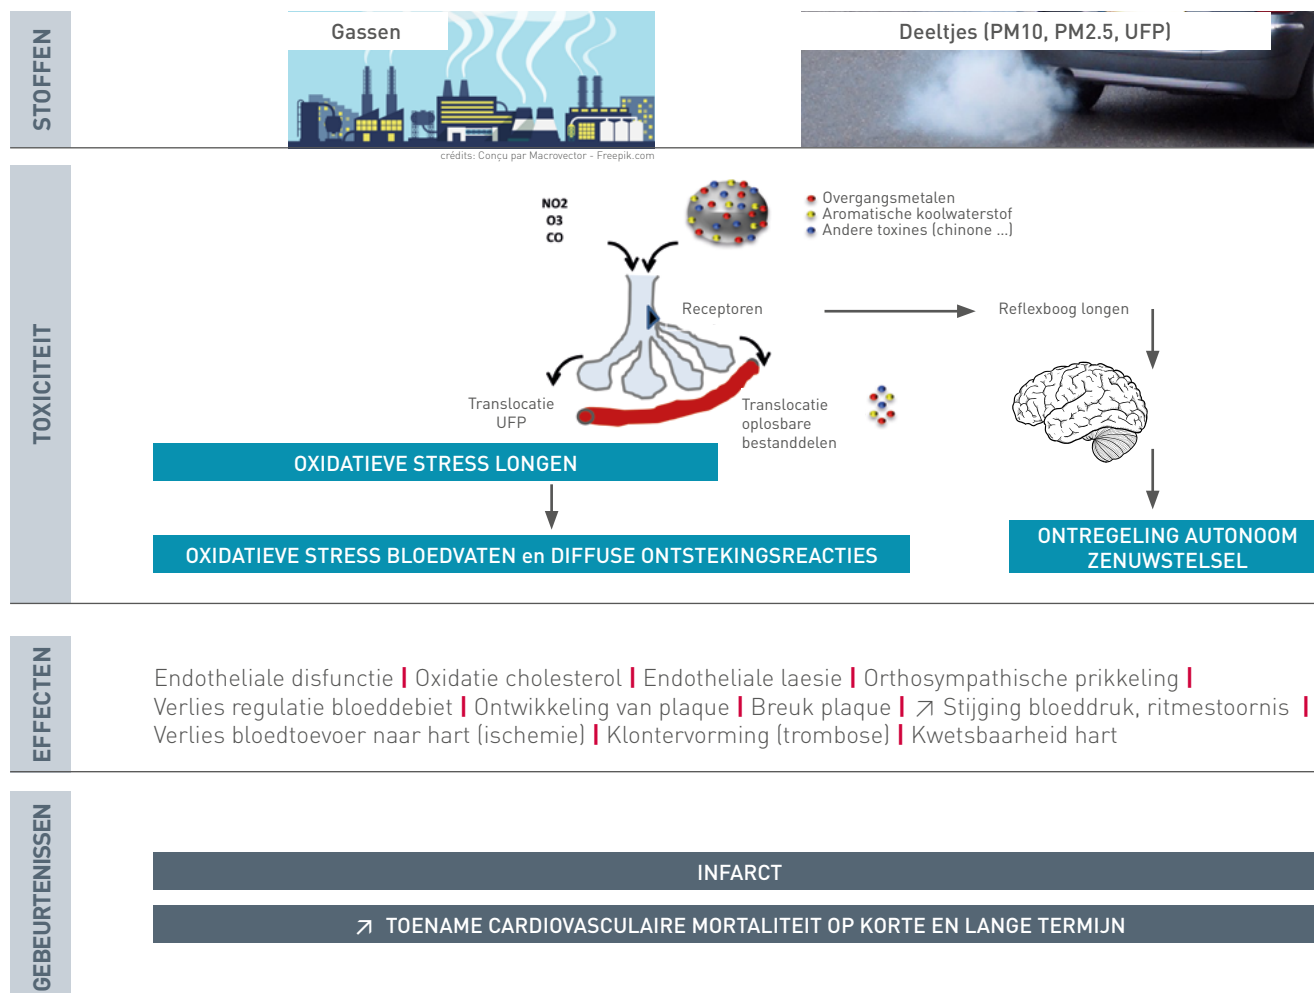 STOFFEN
Gassen
Deeltjes (PM10, PM2.5, UFP)
crédits: Conçu par Macrovector - Freepik.com
TOXICITEIT
NO2
O3
CO
Overgangsmetalen
Aromatische koolwaterstof
Andere toxines (chinone ...)
Receptoren
Reflexboog longen
Translocatie
UFP
Translocatie
oplosbare
bestanddelen
OXIDATIEVE STRESS LONGEN
OXIDATIEVE STRESS BLOEDVATEN en DIFFUSE ONTSTEKINGSREACTIES
ONTREGELING AUTONOOM
ZENUWSTELSEL
EFFECTEN
Endotheliale disfunctie | Oxidatie cholesterol | Endotheliale laesie | Orthosympathische prikkeling |
Verlies regulatie bloeddebiet | Ontwikkeling van plaque | Breuk plaque | ↗ Stijging bloeddruk, ritmestoornis |
Verlies bloedtoevoer naar hart (ischemie) | Klontervorming (trombose) | Kwetsbaarheid hart
GEBEURTENISSEN
INFARCT
↗ TOENAME CARDIOVASCULAIRE MORTALITEIT OP KORTE EN LANGE TERMIJN